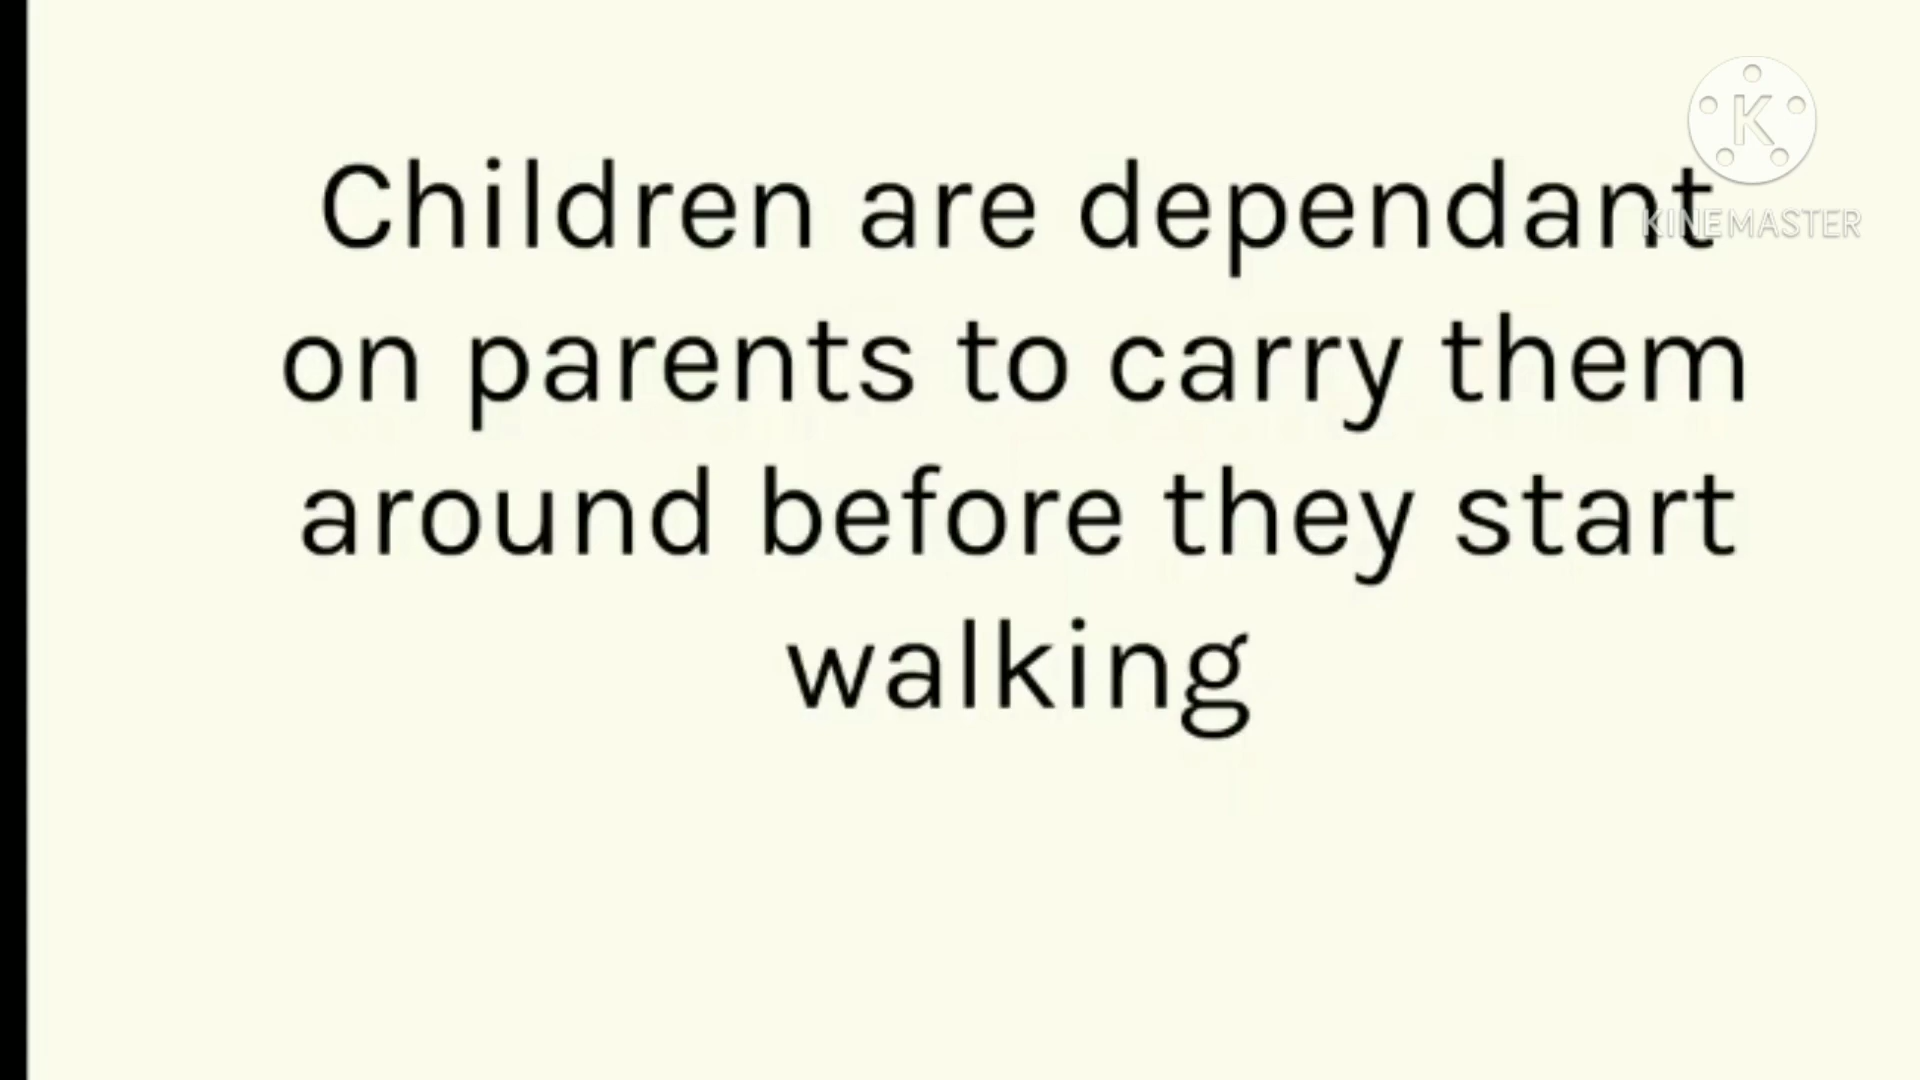 K
KINEMASTER
Children are dependant
on parents to carry them
around before they start
walking